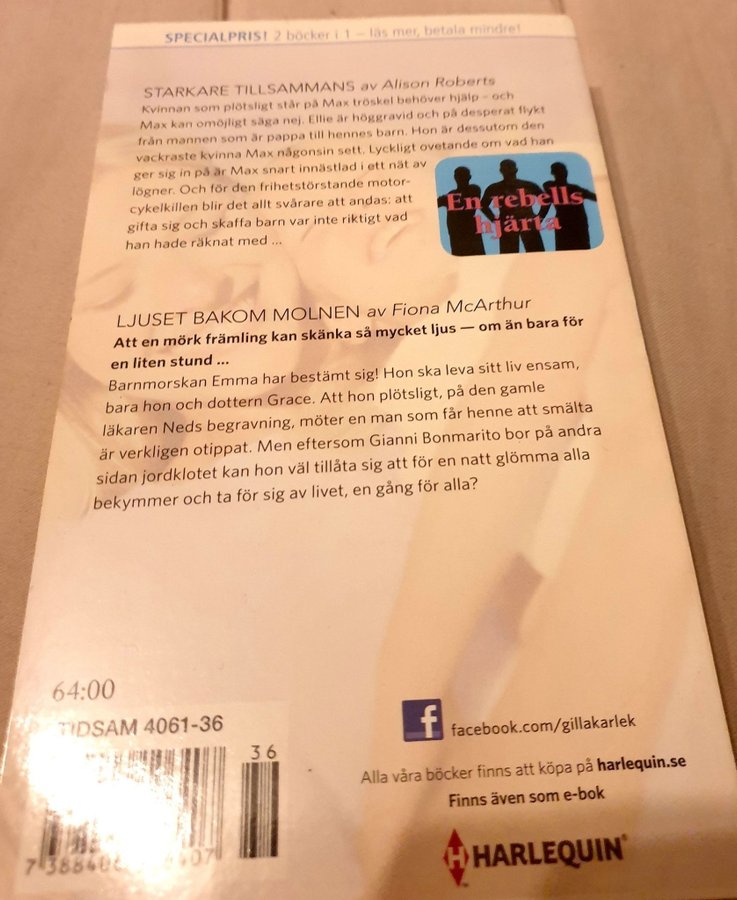 SPECIALPRIS! 2 böcker i 1 – läs mer, betala mindre!
STARKARE TILLSAMMANS av Alison Roberts
Kvinnan som plötsligt står på Max tröskel behöver hjälp – och
Max kan omöjligt säga nej. Ellie är höggravid och på desperat flykt
från mannen som är pappa till hennes barn. Hon är dessutom den
vackraste kvinna Max någonsin sett. Lyckligt ovetande om vad han
ger sig in på är Max snart innästlad i ett nät av
lögner. Och för den frihetstörstande motor-
cykelkillen blir det allt svårare att andas: att
gifta sig och skaffa barn var inte riktigt vad
han hade räknat med ...
En rebells
hjärta
LJUSET BAKOM MOLNEN av Fiona McArthur
Att en mörk främling kan skänka så mycket ljus — om än bara för
en liten stund ...
Barnmorskan Emma har bestämt sig! Hon ska leva sitt liv ensam,
bara hon och dottern Grace. Att hon plötsligt, på den gamle
läkaren Neds begravning, möter en man som får henne att smälta
är verkligen otippat. Men eftersom Gianni Bonmarito bor på andra
sidan jordklotet kan hon väl tillåta sig att för en natt glömma alla
bekymmer och ta för sig av livet, en gång för alla?
64:00
TIDSAM 4061-36
36
f facebook.com/gillakarlek
Alla våra böcker finns att köpa på harlequin.se
Finns även som e-bok
H HARLEQUIN®